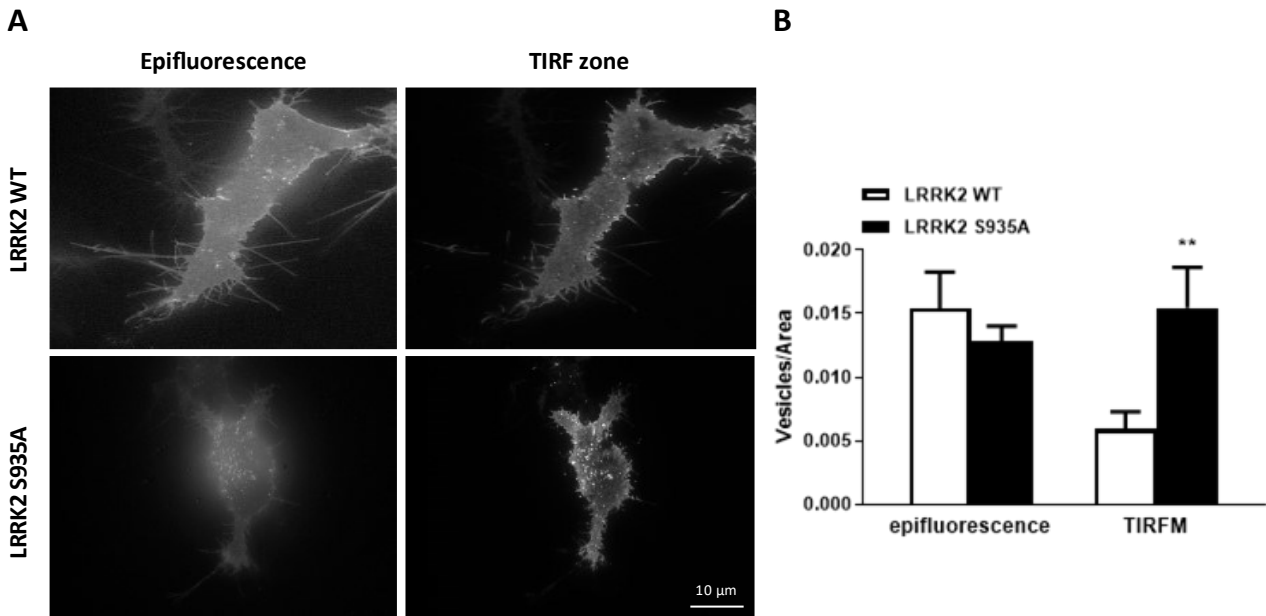 A
B
Epifluorescence
TIRF zone
LRRK2 WT
LRRK2 S935A
10 µm
LRRK2 WT
LRRK2 S935A
**
0.020
0.015
0.010
0.005
0.000
Vesicles/Area
epifluorescence
TIRFM